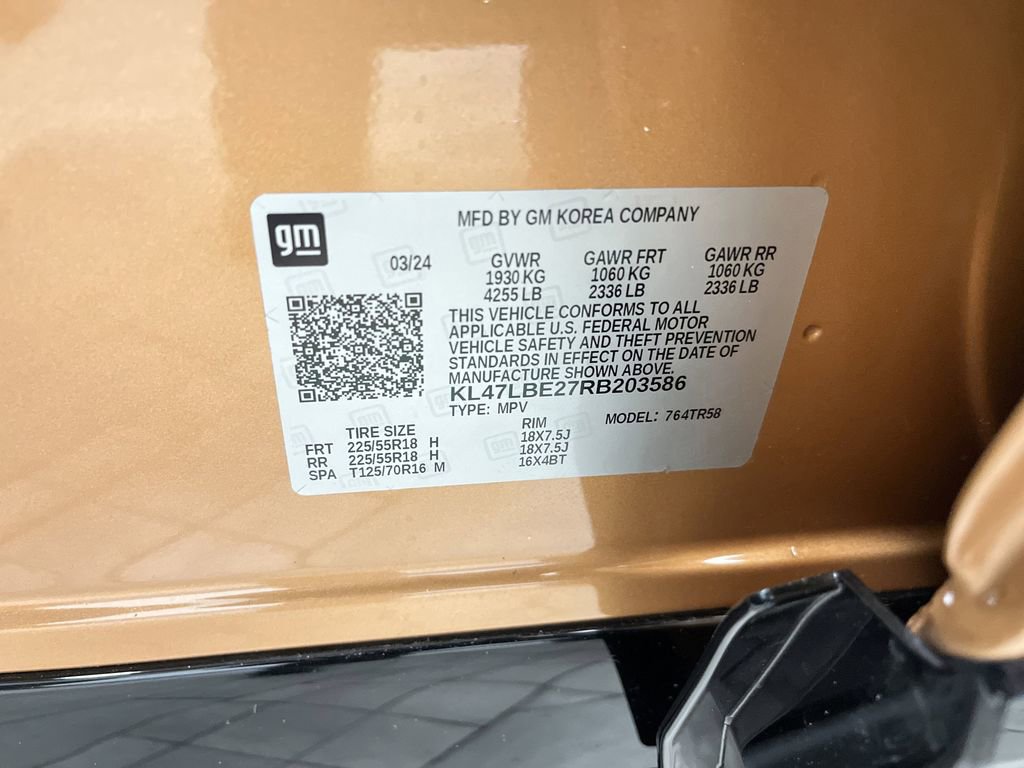 gm
MFD BY GM KOREA COMPANY
03/24
GVWR GAWR FRT GAWR RR
1930 KG 1060 KG 1060 KG
4255 LB 2336 LB 2336 LB
THIS VEHICLE CONFORMS TO ALL
APPLICABLE U.S. FEDERAL MOTOR
VEHICLE SAFETY AND THEFT PREVENTION
STANDARDS IN EFFECT ON THE DATE OF
MANUFACTURE SHOWN ABOVE.
KL47LBE27RB203586
TYPE: MPV MODEL: 764TR58
TIRE SIZE RIM
FRT 225/55R18 H 18X7.5J
RR 225/55R18 H 18X7.5J
SPA T125/70R16 M 16X4BT